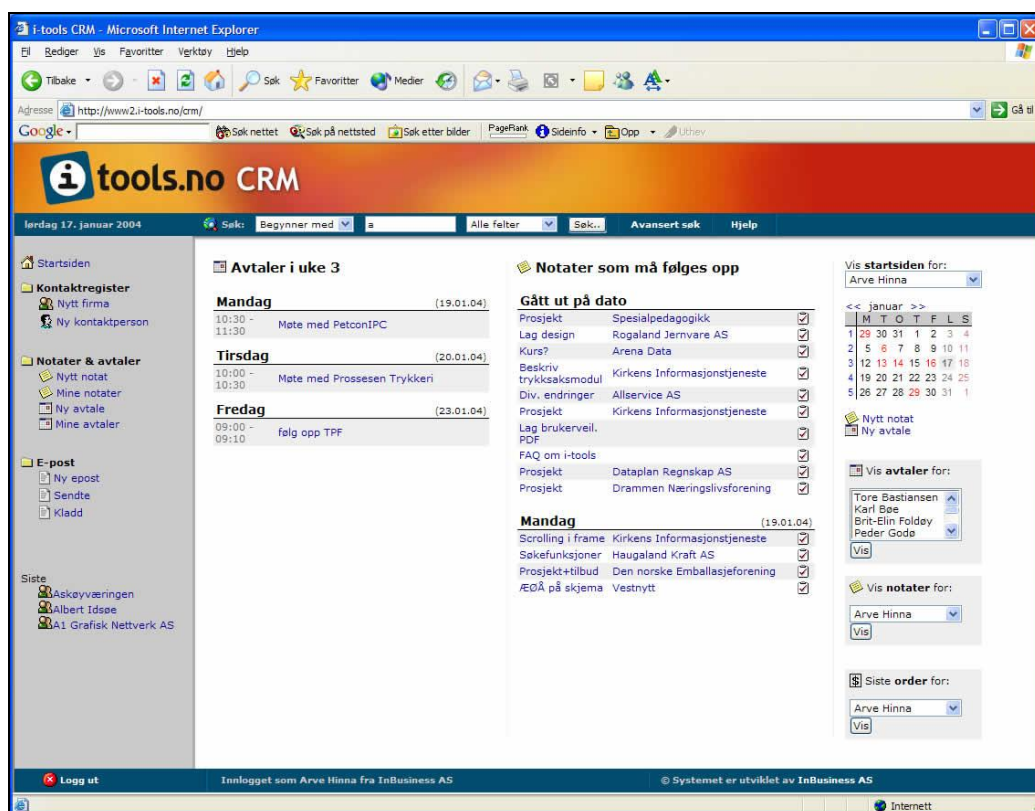 i-tools CRM - Microsoft Internet Explorer
Fil Rediger Vis Favoritter Verktøy Hjelp
Tilbake Søk Favoritter Medier
Adresse http://www2.i-tools.no/crm/ Gå til
Google Søk nettet Søk på nettsted Søk etter bilder PageRank Sideinfo Opp Uthev
i tools.no CRM
lørdag 17. januar 2004 Søk: Begynner med a Alle felter Søk.. Avansert søk Hjelp
Startsiden
Kontaktregister
Nytt firma
Ny kontaktperson
Notater & avtaler
Nytt notat
Mine notater
Ny avtale
Mine avtaler
E-post
Ny epost
Sendte
Kladd
Siste
Askøyværingen
Albert Idsøe
A1 Grafisk Nettverk AS
Avtaler i uke 3
Mandag (19.01.04)
10:30 - 
11:30 Møte med PetconIPC
Tirsdag (20.01.04)
10:00 - 
10:30 Møte med Prossesen Trykkeri
Fredag (23.01.04)
09:00 - 
09:10 følg opp TPF
Notater som må følges opp
Gått ut på dato
Prosjekt Spesialpedagogikk
Lag design Rogaland Jernvare AS
Kurs? Arena Data
Beskriv
trykksaksmodul Kirkens Informasjonstjeneste
Div. endringer Allservice AS
Prosjekt Kirkens Informasjonstjeneste
Lag brukerveil.
PDF
FAQ om i-tools
Prosjekt Dataplan Regnskap AS
Prosjekt Drammen Næringslivsforening
Mandag (19.01.04)
Scrolling i frame Kirkens Informasjonstjeneste
Søkefunksjoner Haugaland Kraft AS
Prosjekt+tilbud Den norske Emballasjeforening
ÆØÅ på skjema Vestnytt
Vis startsiden for:
Arve Hinna
<< januar >>
M T O T F L S
1 29 30 31 1 2 3 4
2 5 6 7 8 9 10 11
3 12 13 14 15 16 17 18
4 19 20 21 22 23 24 25
5 26 27 28 29 30 31 1
Nytt notat
Ny avtale
Vis avtaler for:
Tore Bastiansen
Karl Bøe
Brit-Elin Foldøy
Peder Godø
Vis
Vis notater for:
Arve Hinna
Vis
$ Siste order for:
Arve Hinna
Vis
Logg ut Innlogget som Arve Hinna fra InBusiness AS © Systemet er utviklet av InBusiness AS
Internett